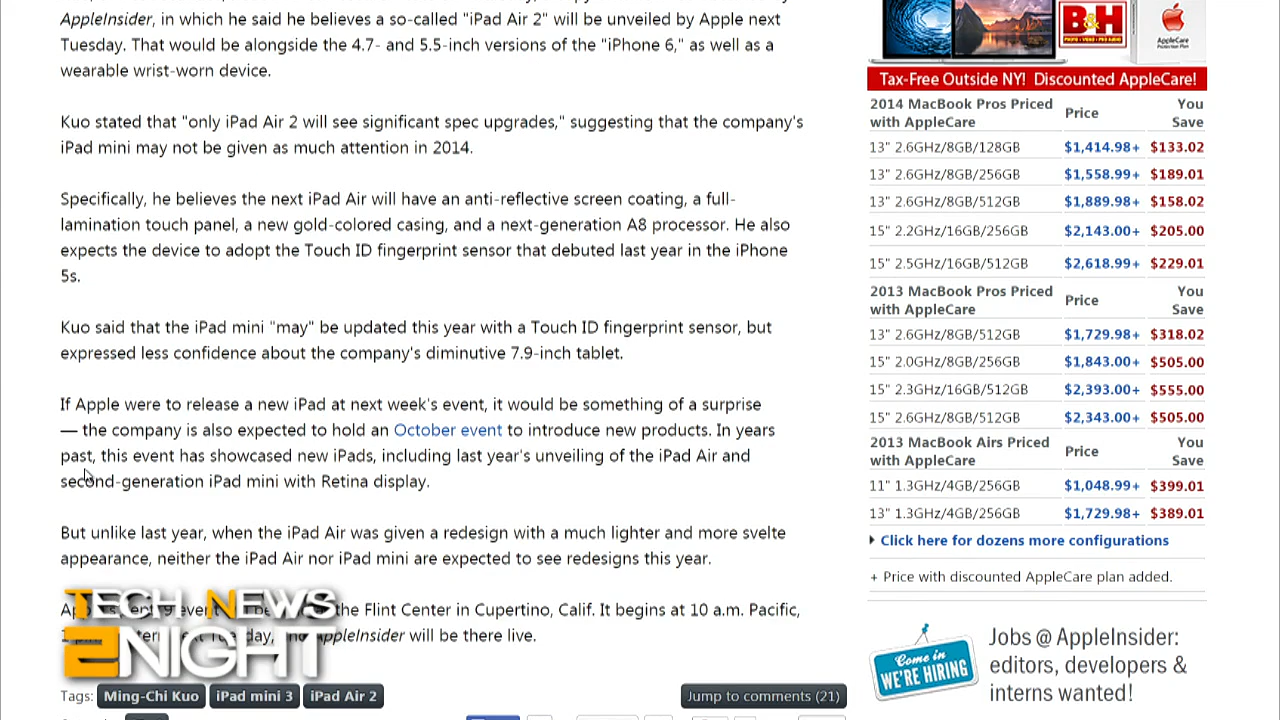 AppleInsider, in which he said he believes a so-called "iPad Air 2" will be unveiled by Apple next
Tuesday. That would be alongside the 4.7- and 5.5-inch versions of the "iPhone 6," as well as a
wearable wrist-worn device.
Kuo stated that "only iPad Air 2 will see significant spec upgrades," suggesting that the company's
iPad mini may not be given as much attention in 2014.
Specifically, he believes the next iPad Air will have an anti-reflective screen coating, a full-
lamination touch panel, a new gold-colored casing, and a next-generation A8 processor. He also
expects the device to adopt the Touch ID fingerprint sensor that debuted last year in the iPhone
5s.
Kuo said that the iPad mini "may" be updated this year with a Touch ID fingerprint sensor, but
expressed less confidence about the company's diminutive 7.9-inch tablet.
If Apple were to release a new iPad at next week's event, it would be something of a surprise
— the company is also expected to hold an October event to introduce new products. In years
past, this event has showcased new iPads, including last year's unveiling of the iPad Air and
second-generation iPad mini with Retina display.
But unlike last year, when the iPad Air was given a redesign with a much lighter and more svelte
appearance, neither the iPad Air nor iPad mini are expected to see redesigns this year.
the Flint Center in Cupertino, Calif. It begins at 10 a.m. Pacific,
AppleInsider will be there live.
TECH NEWS
2NIGHT
Tags: Ming-Chi Kuo iPad mini 3 iPad Air 2
Jump to comments (21)
B&H
PHOTO - VIDEO - PRO AUDIO
AppleCare
Protection Plan
Tax-Free Outside NY! Discounted AppleCare!
2014 MacBook Pros Priced with AppleCare Price You Save
13" 2.6GHz/8GB/128GB $1,414.98+ $133.02
13" 2.6GHz/8GB/256GB $1,558.99+ $189.01
13" 2.6GHz/8GB/512GB $1,889.98+ $158.02
15" 2.2GHz/16GB/256GB $2,143.00+ $205.00
15" 2.5GHz/16GB/512GB $2,618.99+ $229.01
2013 MacBook Pros Priced with AppleCare Price You Save
13" 2.6GHz/8GB/512GB $1,729.98+ $318.02
15" 2.0GHz/8GB/256GB $1,843.00+ $505.00
15" 2.3GHz/16GB/512GB $2,393.00+ $555.00
15" 2.6GHz/8GB/512GB $2,343.00+ $505.00
2013 MacBook Airs Priced with AppleCare Price You Save
11" 1.3GHz/4GB/256GB $1,048.99+ $399.01
13" 1.3GHz/4GB/256GB $1,729.98+ $389.01
Click here for dozens more configurations
+ Price with discounted AppleCare plan added.
Come in
WE'RE HIRING
Jobs @ AppleInsider:
editors, developers &
interns wanted!